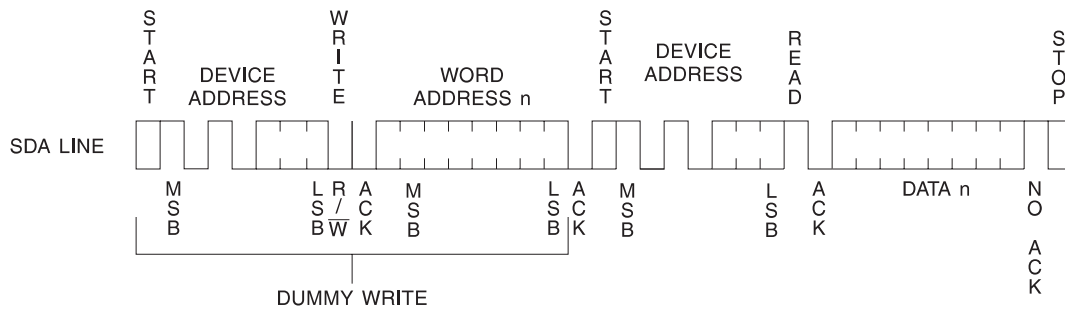 START
DEVICE
ADDRESS
WRITE
WORD
ADDRESS n
START
DEVICE
ADDRESS
READ
STOP
SDA LINE
MSB
LSB
R/W
ACK
MSB
LSB
ACK
MSB
LSB
ACK
DATA n
NO ACK
DUMMY WRITE